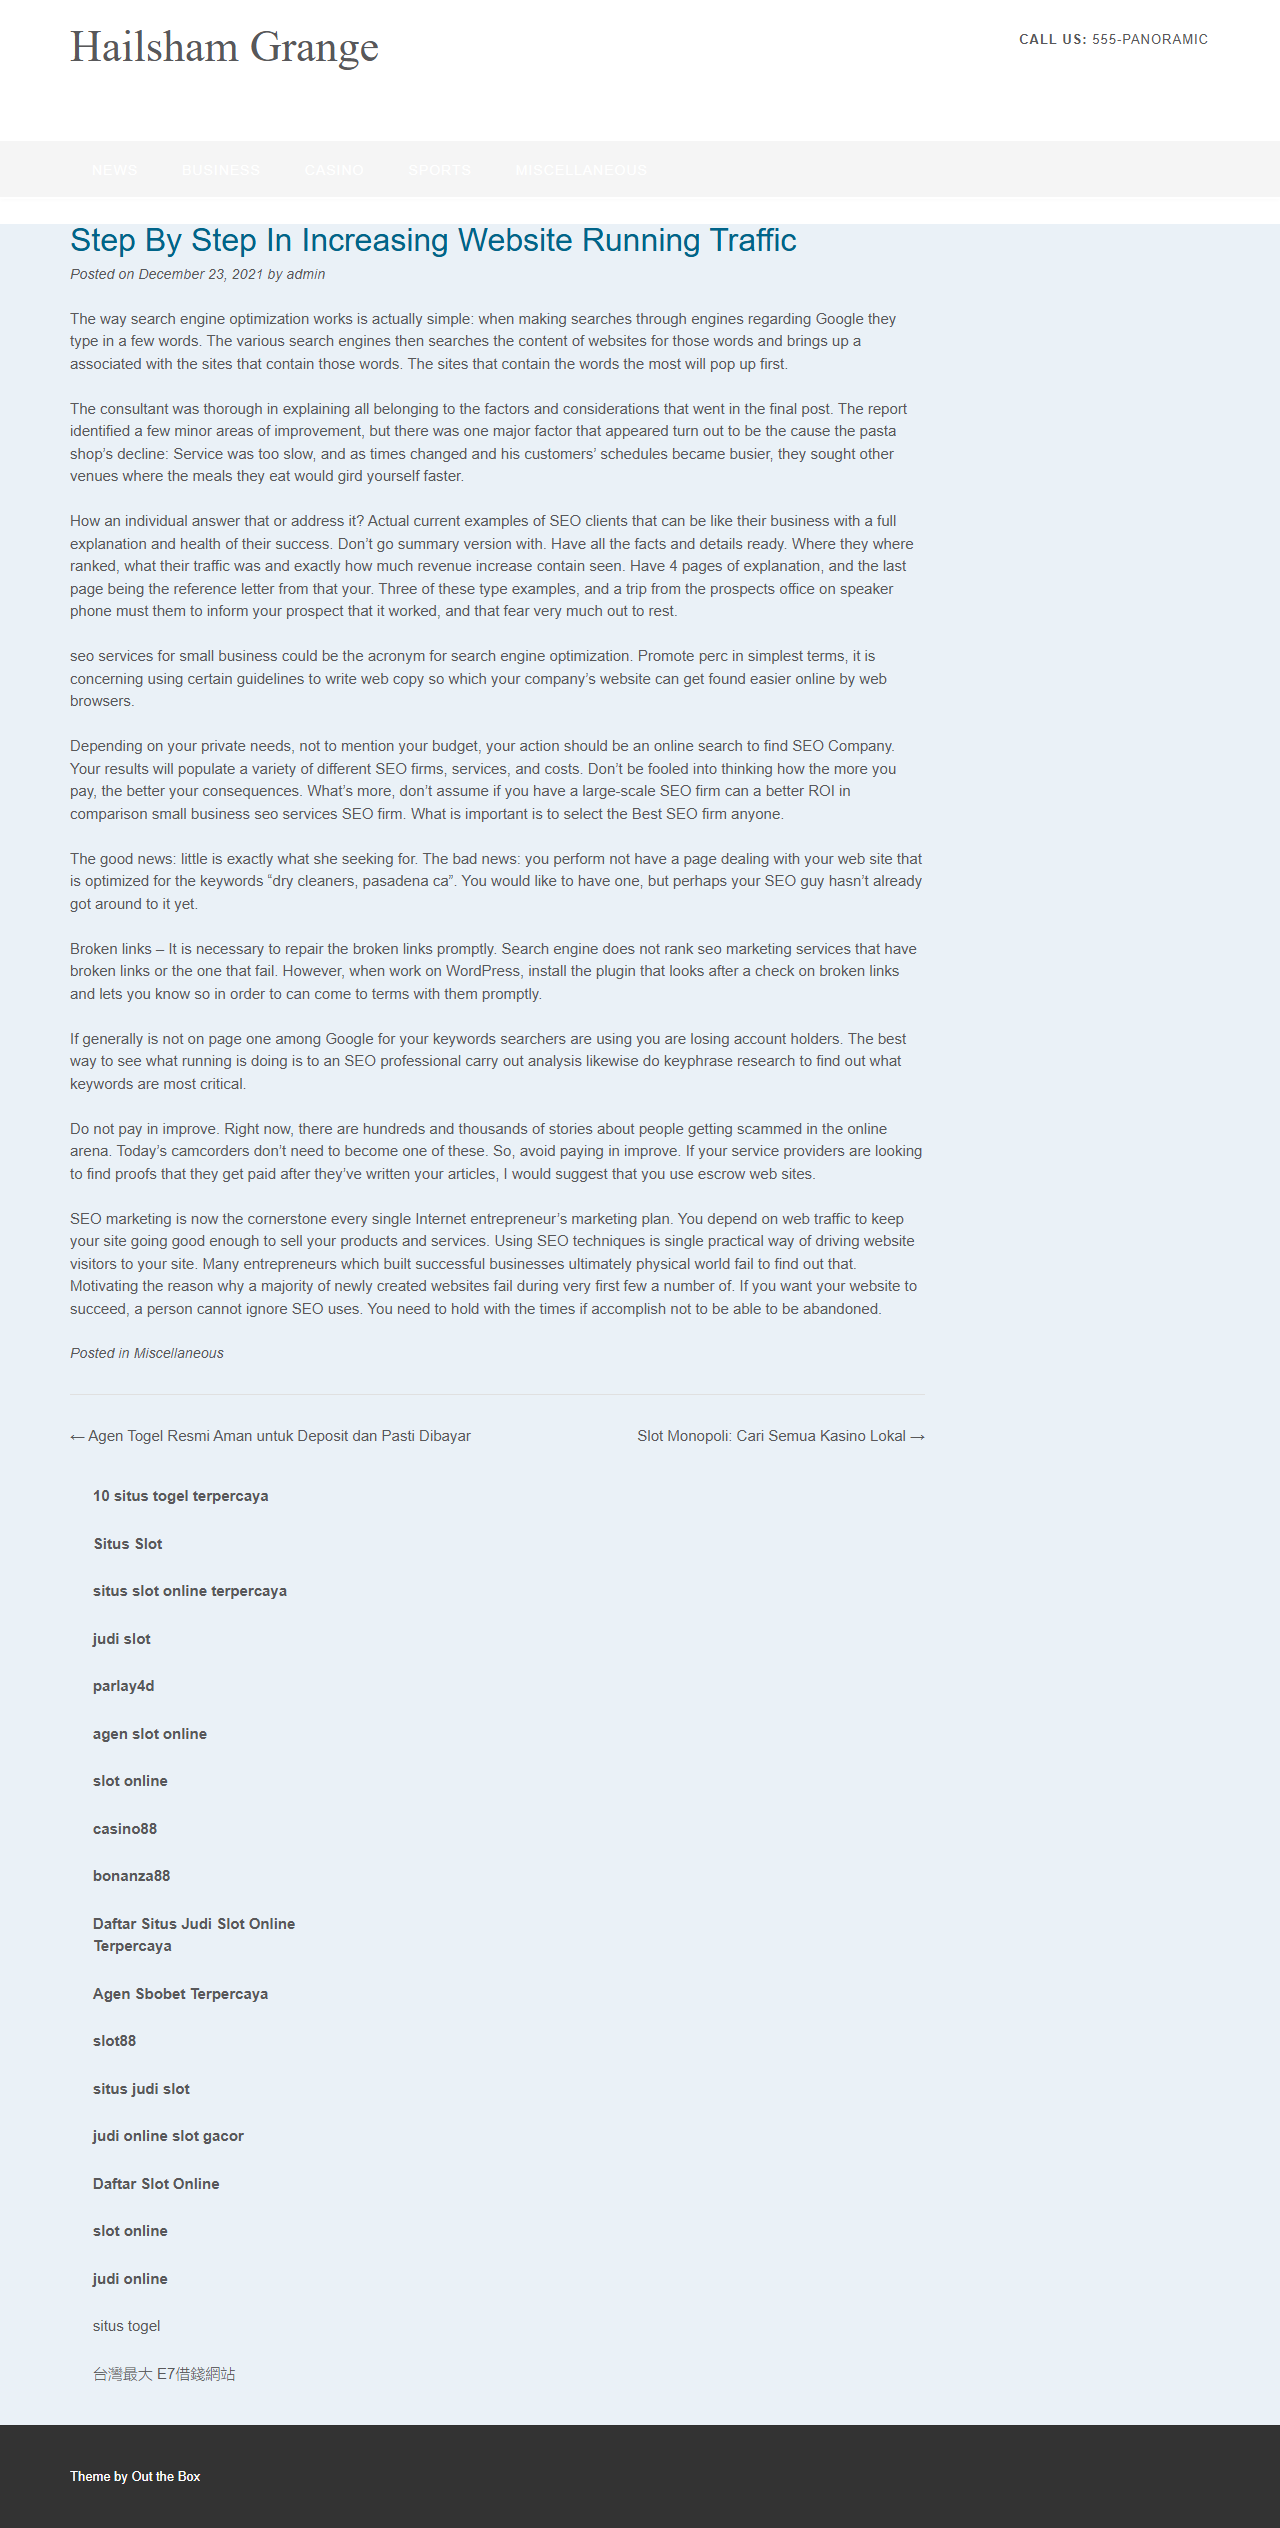 Hailsham Grange
CALL US: 555-PANORAMIC
NEWS BUSINESS CASINO SPORTS MISCELLANEOUS
Step By Step In Increasing Website Running Traffic
Posted on December 23, 2021 by admin
The way search engine optimization works is actually simple: when making searches through engines regarding Google they
type in a few words. The various search engines then searches the content of websites for those words and brings up a
associated with the sites that contain those words. The sites that contain the words the most will pop up first.
The consultant was thorough in explaining all belonging to the factors and considerations that went in the final post. The report
identified a few minor areas of improvement, but there was one major factor that appeared turn out to be the cause the pasta
shop’s decline: Service was too slow, and as times changed and his customers’ schedules became busier, they sought other
venues where the meals they eat would gird yourself faster.
How an individual answer that or address it? Actual current examples of SEO clients that can be like their business with a full
explanation and health of their success. Don’t go summary version with. Have all the facts and details ready. Where they where
ranked, what their traffic was and exactly how much revenue increase contain seen. Have 4 pages of explanation, and the last
page being the reference letter from that your. Three of these type examples, and a trip from the prospects office on speaker
phone must them to inform your prospect that it worked, and that fear very much out to rest.
seo services for small business could be the acronym for search engine optimization. Promote perc in simplest terms, it is
concerning using certain guidelines to write web copy so which your company’s website can get found easier online by web
browsers.
Depending on your private needs, not to mention your budget, your action should be an online search to find SEO Company.
Your results will populate a variety of different SEO firms, services, and costs. Don’t be fooled into thinking how the more you
pay, the better your consequences. What’s more, don’t assume if you have a large-scale SEO firm can a better ROI in
comparison small business seo services SEO firm. What is important is to select the Best SEO firm anyone.
The good news: little is exactly what she seeking for. The bad news: you perform not have a page dealing with your web site that
is optimized for the keywords “dry cleaners, pasadena ca”. You would like to have one, but perhaps your SEO guy hasn’t already
got around to it yet.
Broken links – It is necessary to repair the broken links promptly. Search engine does not rank seo marketing services that have
broken links or the one that fail. However, when work on WordPress, install the plugin that looks after a check on broken links
and lets you know so in order to can come to terms with them promptly.
If generally is not on page one among Google for your keywords searchers are using you are losing account holders. The best
way to see what running is doing is to an SEO professional carry out analysis likewise do keyphrase research to find out what
keywords are most critical.
Do not pay in improve. Right now, there are hundreds and thousands of stories about people getting scammed in the online
arena. Today’s camcorders don’t need to become one of these. So, avoid paying in improve. If your service providers are looking
to find proofs that they get paid after they’ve written your articles, I would suggest that you use escrow web sites.
SEO marketing is now the cornerstone every single Internet entrepreneur’s marketing plan. You depend on web traffic to keep
your site going good enough to sell your products and services. Using SEO techniques is single practical way of driving website
visitors to your site. Many entrepreneurs which built successful businesses ultimately physical world fail to find out that.
Motivating the reason why a majority of newly created websites fail during very first few a number of. If you want your website to
succeed, a person cannot ignore SEO uses. You need to hold with the times if accomplish not to be able to be abandoned.
Posted in Miscellaneous
← Agen Togel Resmi Aman untuk Deposit dan Pasti Dibayar Slot Monopoli: Cari Semua Kasino Lokal →
10 situs togel terpercaya
Situs Slot
situs slot online terpercaya
judi slot
parlay4d
agen slot online
slot online
casino88
bonanza88
Daftar Situs Judi Slot Online
Terpercaya
Agen Sbobet Terpercaya
slot88
situs judi slot
judi online slot gacor
Daftar Slot Online
slot online
judi online
situs togel
台灣最大 E7借錢網站
Theme by Out the Box